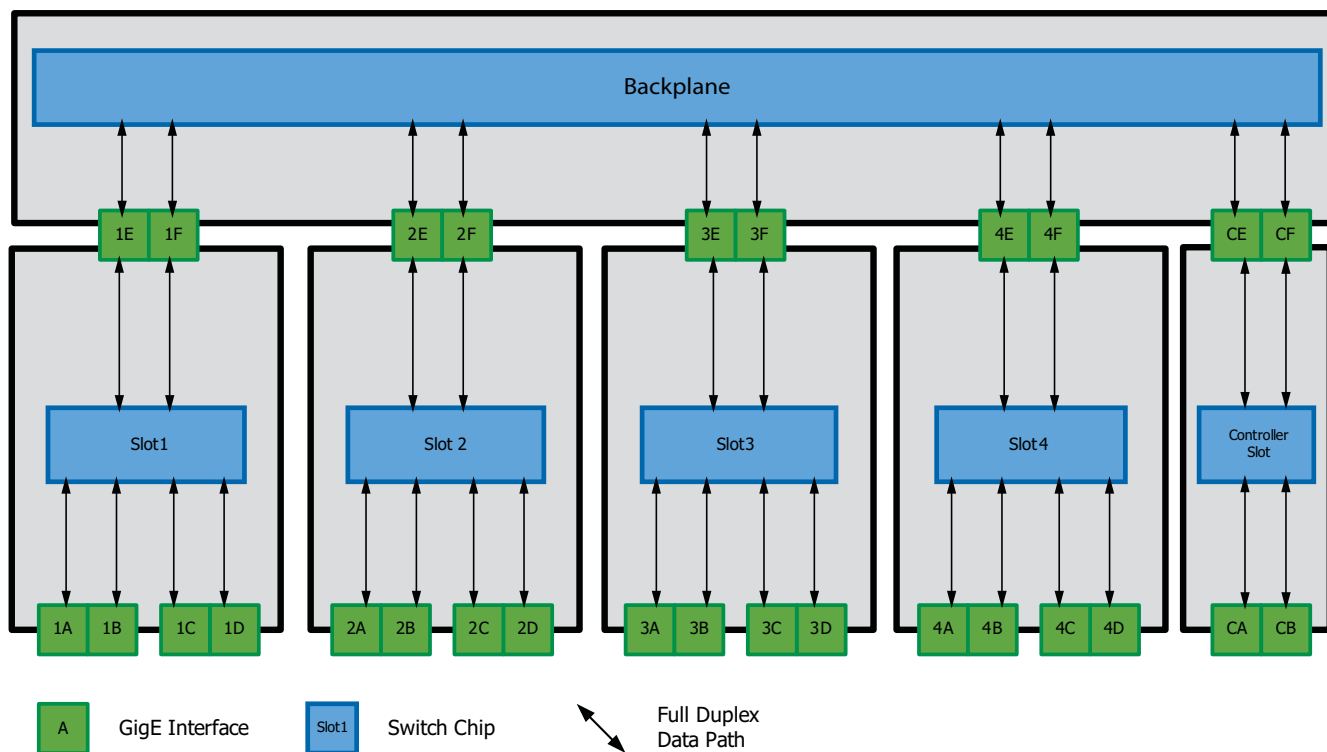 Backplane
1E 1F 2E 2F 3E 3F 4E 4F CE CF
Slot1 Slot 2 Slot3 Slot4 Controller
Slot
1A 1B 1C 1D 2A 2B 2C 2D 3A 3B 3C 3D 4A 4B 4C 4D CA CB
A GigE Interface Slot1 Switch Chip Full Duplex
Data Path